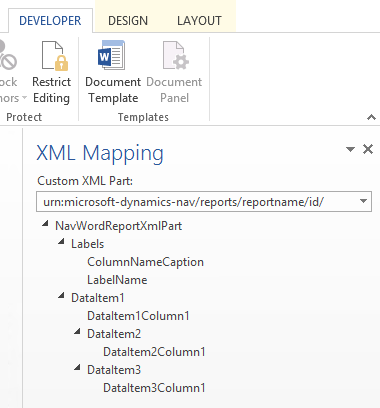 DEVELOPER DESIGN LAYOUT
ock Restrict Document Document
ors Editing Template Panel
Protect Templates
XML Mapping
Custom XML Part:
urn:microsoft-dynamics-nav/reports/reportname/id/
NavWordReportXmlPart
Labels
ColumnNameCaption
LabelName
DataItem1
DataItem1Column1
DataItem2
DataItem2Column1
DataItem3
DataItem3Column1